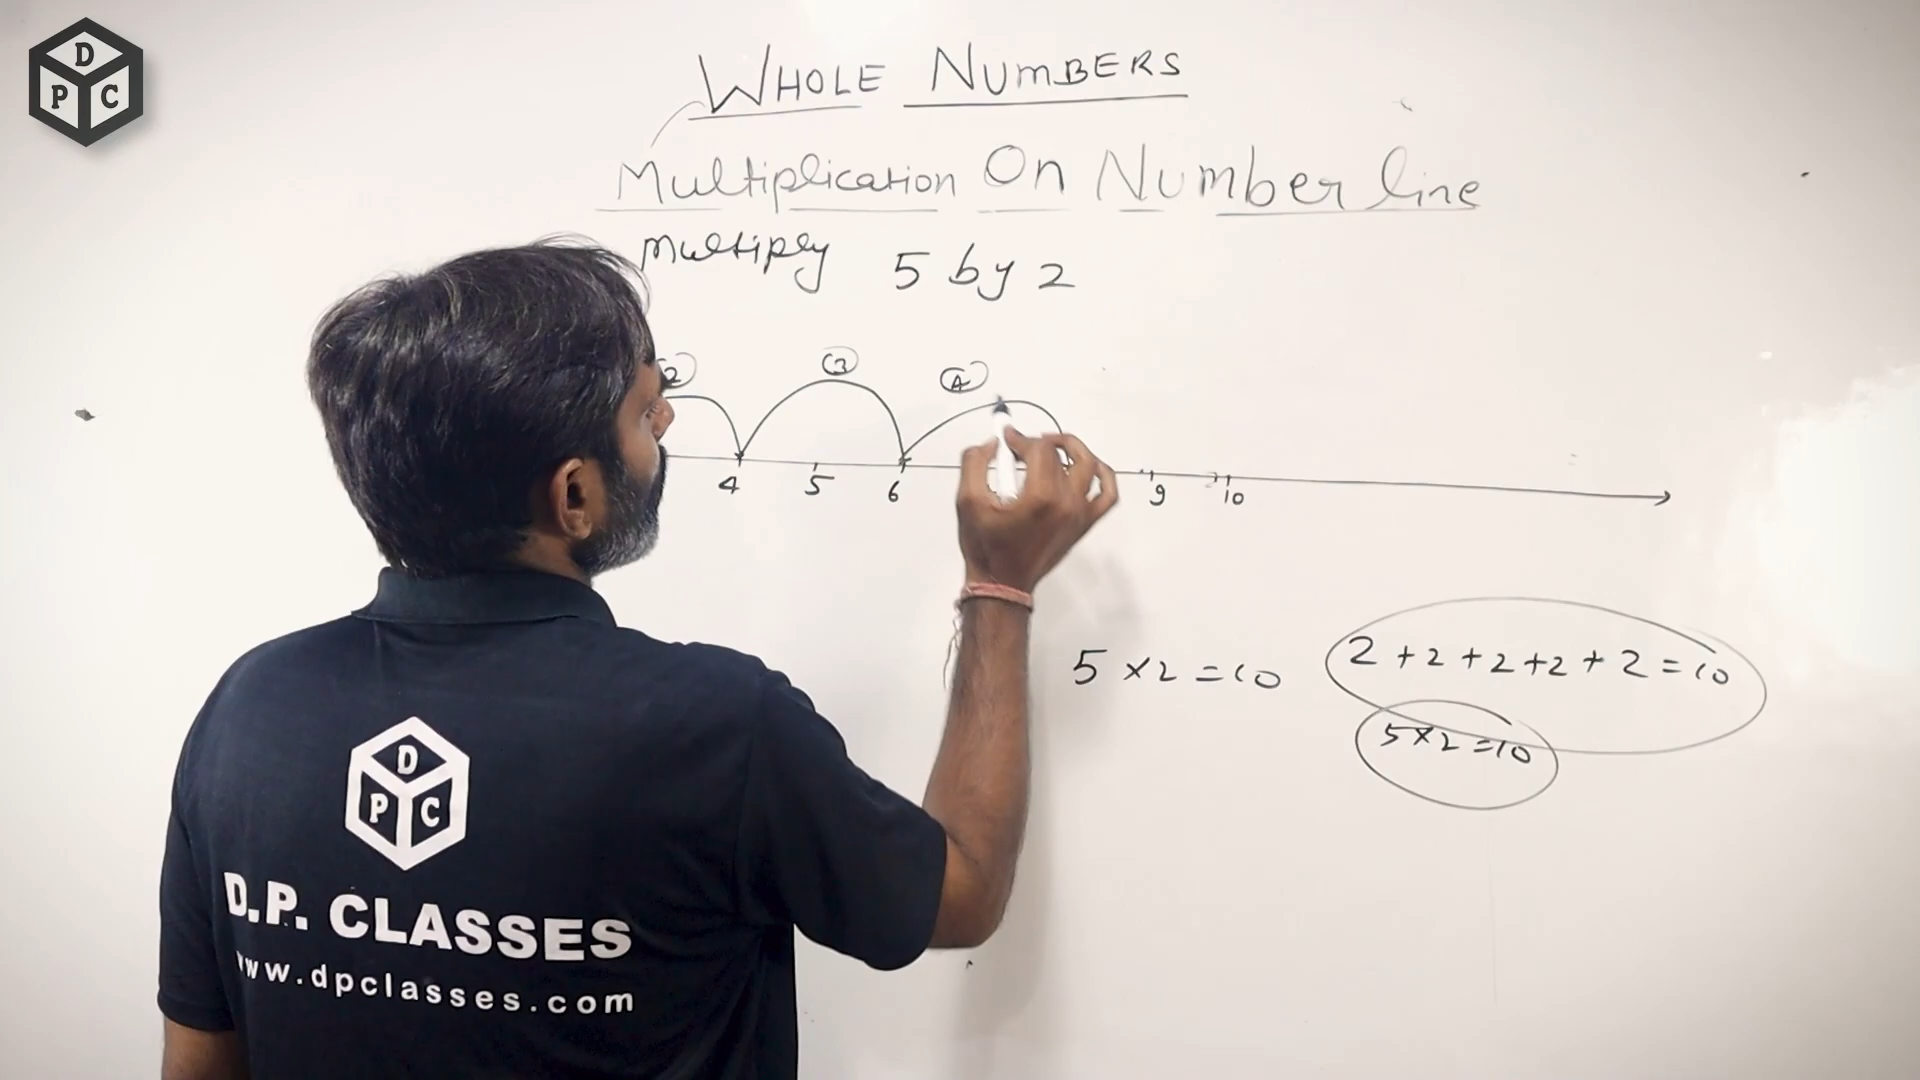 D
P C
WHOLE NUMBERS
Multiplication On Number line
Multiply 5 by 2
2 3 4
4 5 6 9 10
5 × 2 = 10
2 + 2 + 2 + 2 + 2 = 10
5 × 2 = 10
D
P C
D.P. CLASSES
www.dpclasses.com